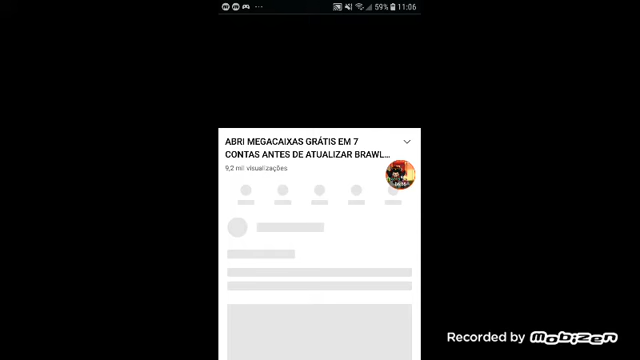 59% 11:06
ABRI MEGACAIXAS GRÁTIS EM 7
CONTAS ANTES DE ATUALIZAR BRAWL...
9,2 mil visualizações
Recorded by mobizen